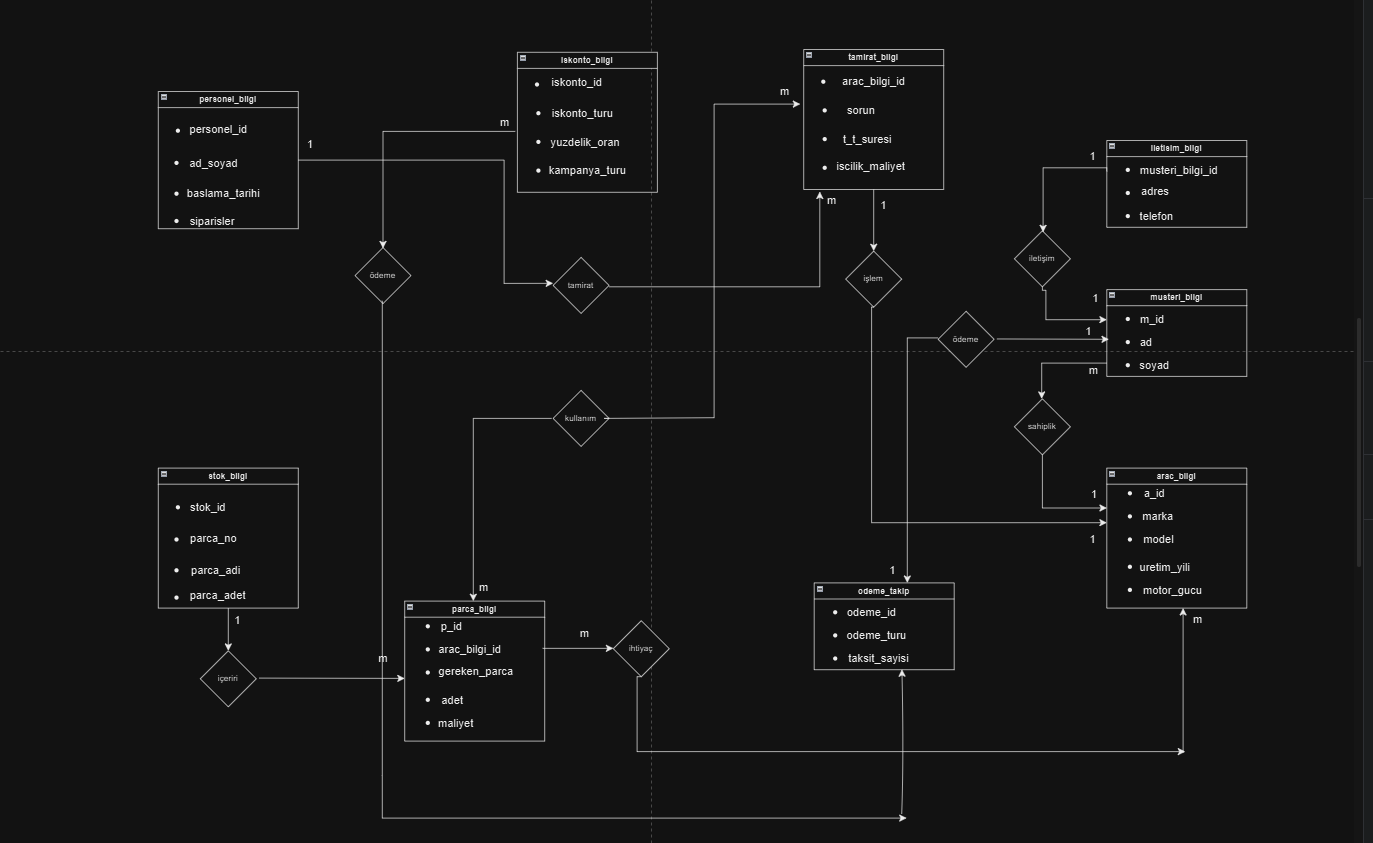 iskonto_bilgi
iskonto_id
iskonto_turu
yuzdelik_oran
kampanya_turu
m
tamirat_bilgi
arac_bilgi_id
sorun
t_t_suresi
iscilik_maliyet
m
m
1
personel_bilgi
personel_id
ad_soyad
baslama_tarihi
siparisler
1
iletisim_bilgi
musteri_bilgi_id
adres
telefon
1
ödeme
tamirat
işlem
iletişim
musteri_bilgi
m_id
ad
soyad
1
1
m
ödeme
kullanım
sahiplik
stok_bilgi
stok_id
parca_no
parca_adi
parca_adet
1
arac_bilgi
a_id
marka
model
uretim_yili
motor_gucu
1
1
m
odeme_takip
odeme_id
odeme_turu
taksit_sayisi
1
parca_bilgi
p_id
arac_bilgi_id
gereken_parca
adet
maliyet
m
m
m
ihtiyaç
içeriri